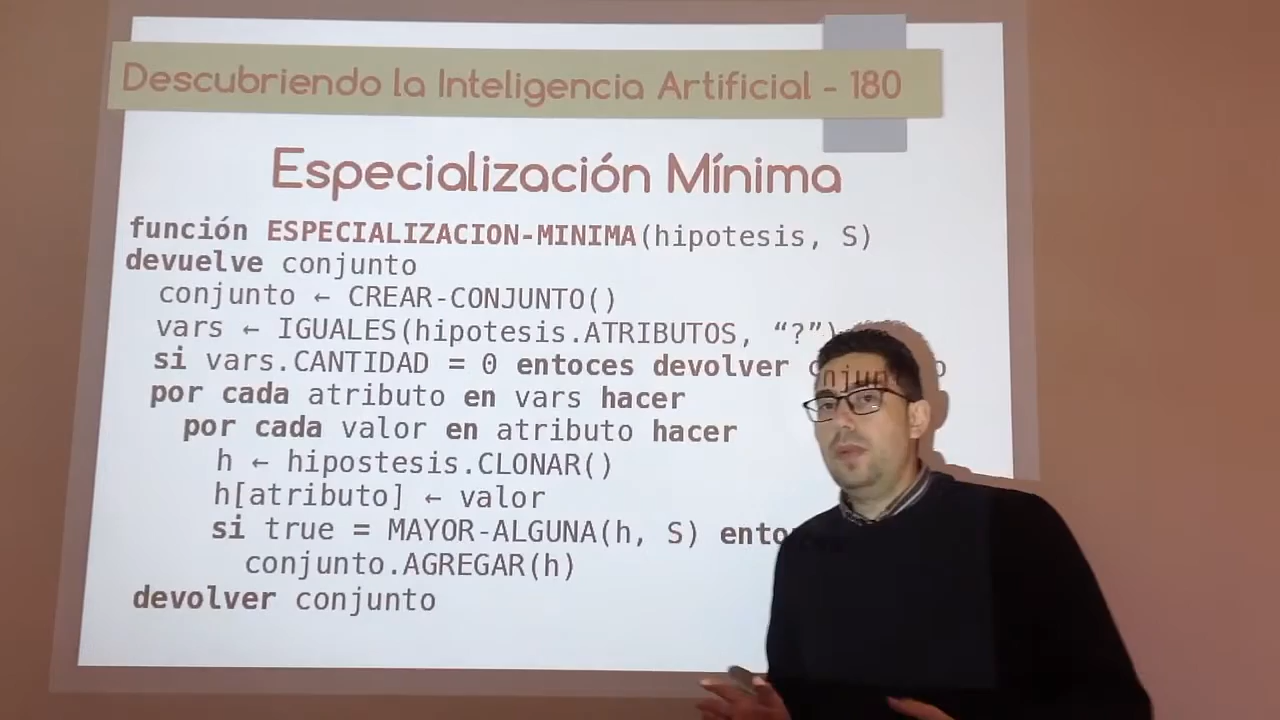 Descubriendo la Inteligencia Artificial - 180
Especialización Mínima
función ESPECIALIZACION-MINIMA(hipotesis, S)
devuelve conjunto
conjunto ← CREAR-CONJUNTO()
vars ← IGUALES(hipotesis.ATRIBUTOS, “?”)
si vars.CANTIDAD = 0 entoces devolver conjunto
por cada atributo en vars hacer
por cada valor en atributo hacer
h ← hipostesis.CLONAR()
h[atributo] ← valor
si true = MAYOR-ALGUNA(h, S)
conjunto.AGREGAR(h)
devolver conjunto